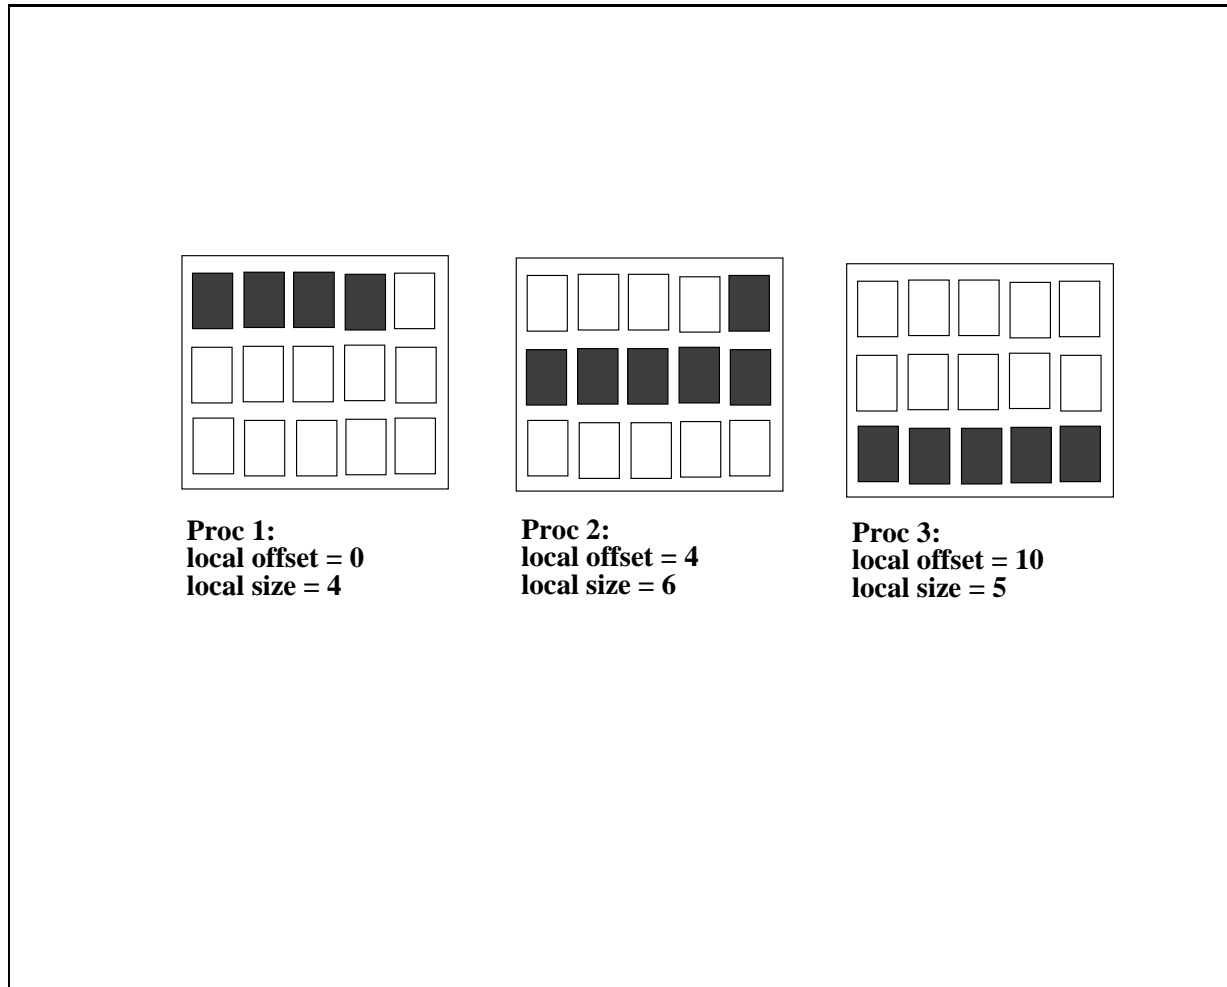 Proc 1:
local offset = 0
local size = 4
Proc 2:
local offset = 4
local size = 6
Proc 3:
local offset = 10
local size = 5